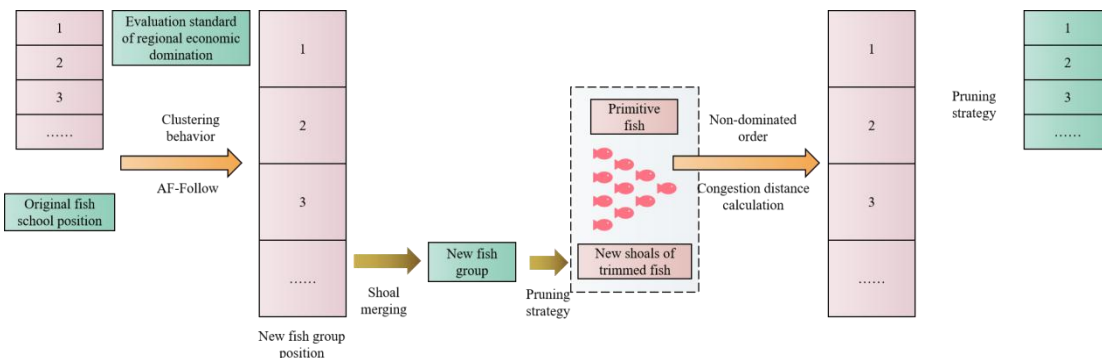 1
2
3
……
Evaluation standard
of regional economic
domination
Original fish
school position
Clustering
behavior
AF-Follow
1
2
3
……
New fish group
position
Shoal
merging
New fish
group
Pruning
strategy
Primitive
fish
New shoals of
trimmed fish
Non-dominated
order
Congestion distance
calculation
1
2
3
……
Pruning
strategy
1
2
3
……